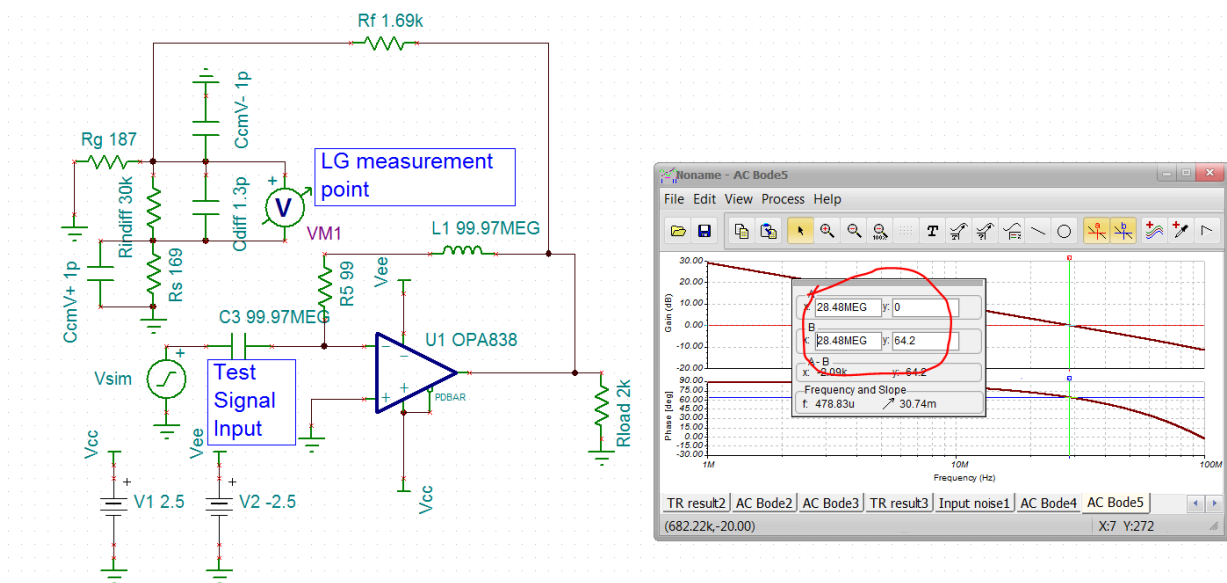 Rf 1.69k
CcmV- 1p
Rg 187
LG measurement
point
Rindiff 30k
Cdiff 1.3p
+
V
VM1
L1 99.97MEG
CcmV+ 1p
Rs 169
R5 99
Vee
C3 99.97MEG
U1 OPA838
+
Vsim
Test
Signal
Input
PDBAR
Rload 2k
Vcc
Vcc
Vee
+
V1 2.5
+
V2 -2.5
Noname - AC Bode5
File Edit View Process Help
T
a
b
30.00
20.00
10.00
0.00
-10.00
-20.00
Gain (dB)
A
x: 28.48MEG y: 0
B
x: 28.48MEG y: 64.2
A - B
x: -2.09k y: 64.2
Frequency and Slope
f: 478.83u 30.74m
90.00
75.00
60.00
45.00
30.00
15.00
0.00
-15.00
-30.00
Phase [deg]
1M 10M 100M
Frequency (Hz)
TR result2 AC Bode2 AC Bode3 TR result3 Input noise1 AC Bode4 AC Bode5
(682.22k,-20.00) X:7 Y:272